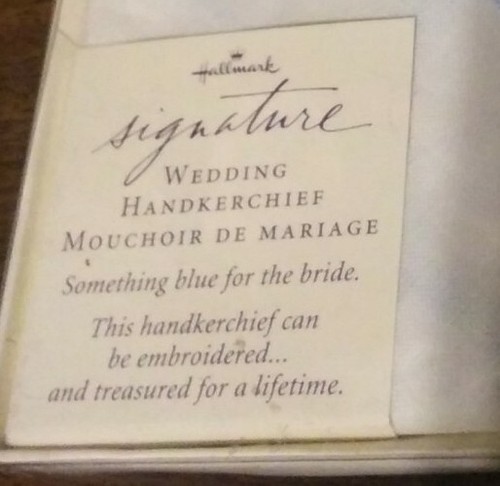 Hallmark
signature
WEDDING
HANDKERCHIEF
MOUCHOIR DE MARIAGE
Something blue for the bride.
This handkerchief can
be embroidered...
and treasured for a lifetime.